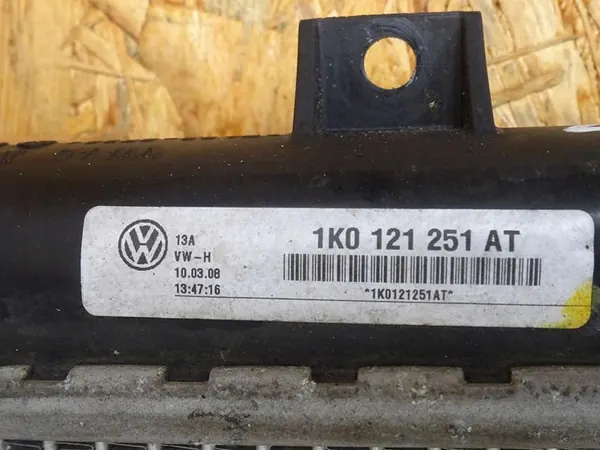 13A
VW-H
10.03.08
13:47:16
1K0 121 251 AT
*1K0121251AT*